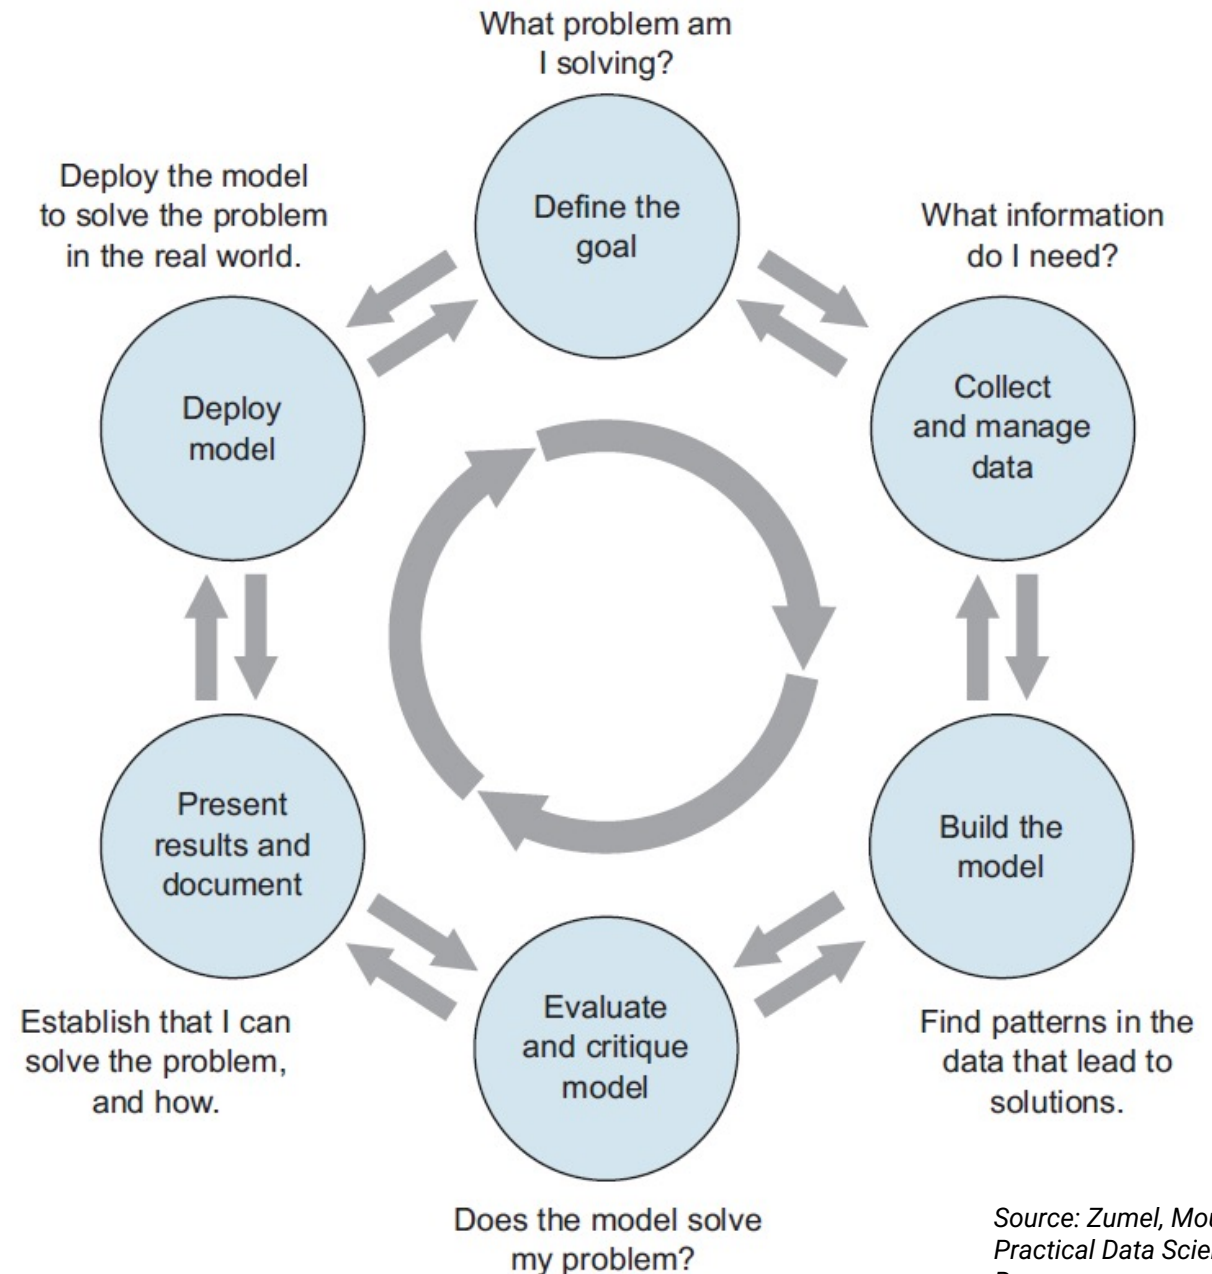 What problem am
I solving?
Define the
goal
What information
do I need?
Collect
and manage
data
Build the
model
Find patterns in the
data that lead to
solutions.
Evaluate
and critique
model
Does the model solve
my problem?
Present
results and
document
Establish that I can
solve the problem,
and how.
Deploy the model
to solve the problem
in the real world.
Deploy
model
Source: Zumel,
Practical Data